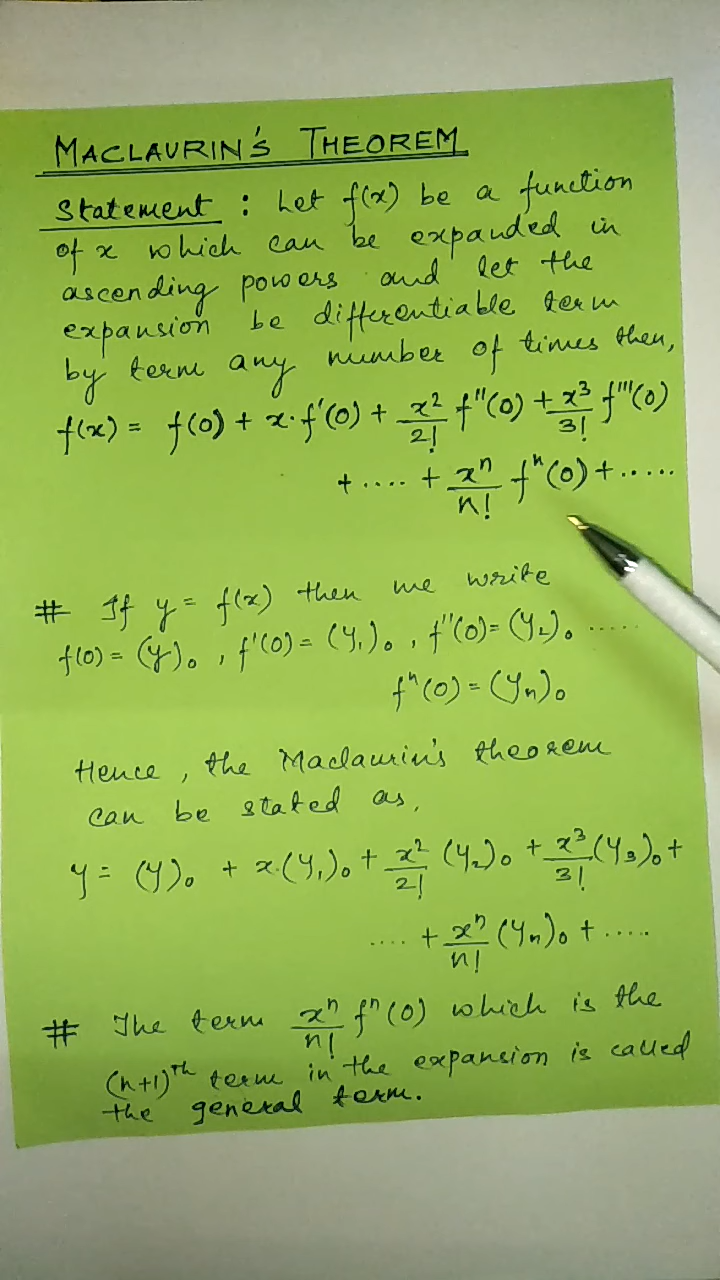 MACLAURIN'S THEOREM
Statement : Let f(x) be a function
of x which can be expanded in
ascending powers and let the
expansion be differentiable term
by term any number of times then,
f(x) = f(0) + x·f'(0) + x²/2! f''(0) + x³/3! f'''(0)
+ .... + xⁿ/n! fⁿ(0) + .....
# If y = f(x) then we write
f(0) = (y)₀ , f'(0) = (y₁)₀ , f''(0) = (y₂)₀ .....
fⁿ(0) = (yₙ)₀
Hence , the Maclaurin's theorem
can be stated as,
y = (y)₀ + x·(y₁)₀ + x²/2! (y₂)₀ + x³/3! (y₃)₀ +
.... + xⁿ/n! (yₙ)₀ + .....
# The term xⁿ/n! fⁿ(0) which is the
(n+1)ᵗʰ term in the expansion is called
the general term.